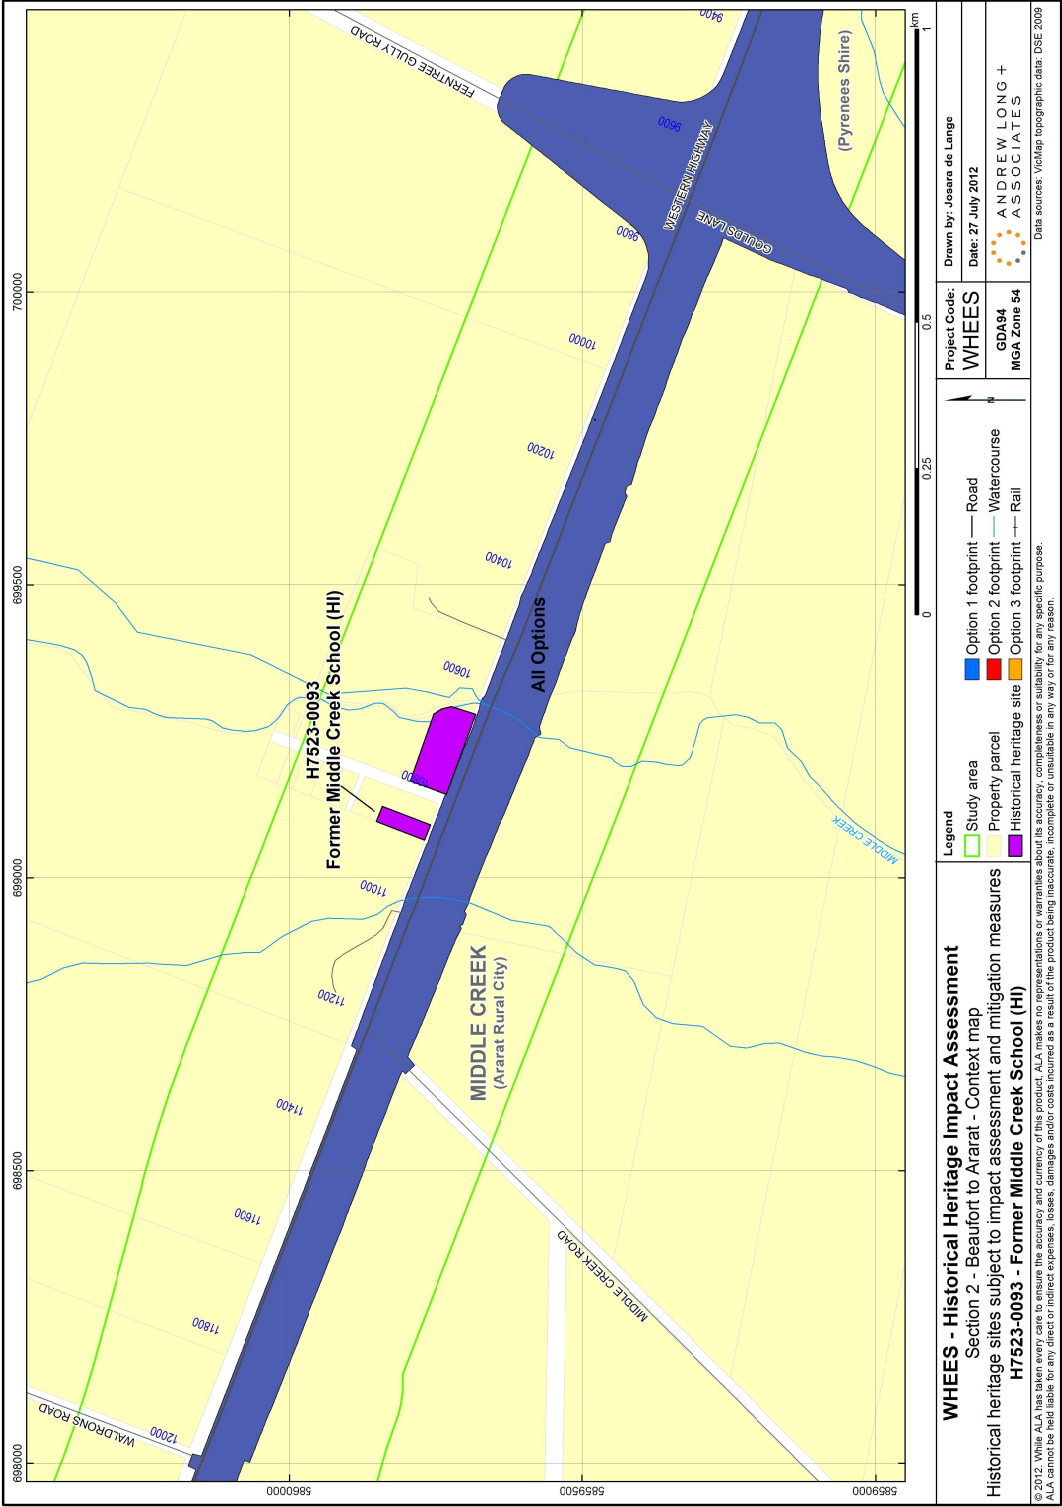 5858000
5858500
5859000
698000
698500
699000
699500
700000
WALDRONS ROAD
12000
11800
11600
11400
11200
11000
10800
10600
10400
10200
10000
9600
9600
9400
FERNTREE GULLY ROAD
WESTERN HIGHWAY
GOULDS LANE
MIDDLE CREEK ROAD
H7523-0093
Former Middle Creek School (HI)
All Options
MIDDLE CREEK
(Ararat Rural City)
(Pyrenees Shire)
MIDDLE CREEK
0
0.25
0.5
1
km
WHEES - Historical Heritage Impact Assessment
Section 2 - Beaufort to Ararat - Context map
Historical heritage sites subject to impact assessment and mitigation measures
H7523-0093 - Former Middle Creek School (HI)
Legend
Study area
Property parcel
Historical heritage site
Option 1 footprint
Option 2 footprint
Option 3 footprint
Road
Watercourse
Rail
N
Project Code:
WHEES
GDA94
MGA Zone 54
Drawn by: Joeara de Lange
Date: 27 July 2012
ANDREW LONG +
ASSOCIATES
© 2012. While ALA has taken every care to ensure the accuracy and currency of this product, ALA makes no representations or warranties about its accuracy, completeness or suitability for any specific purpose.
ALA cannot be held liable for any direct or indirect expenses, losses, damages and/or costs incurred as a result of the product being inaccurate, incomplete or unsuitable in any way or for any reason.
Data sources: VicMap topographic data: DSE 2009